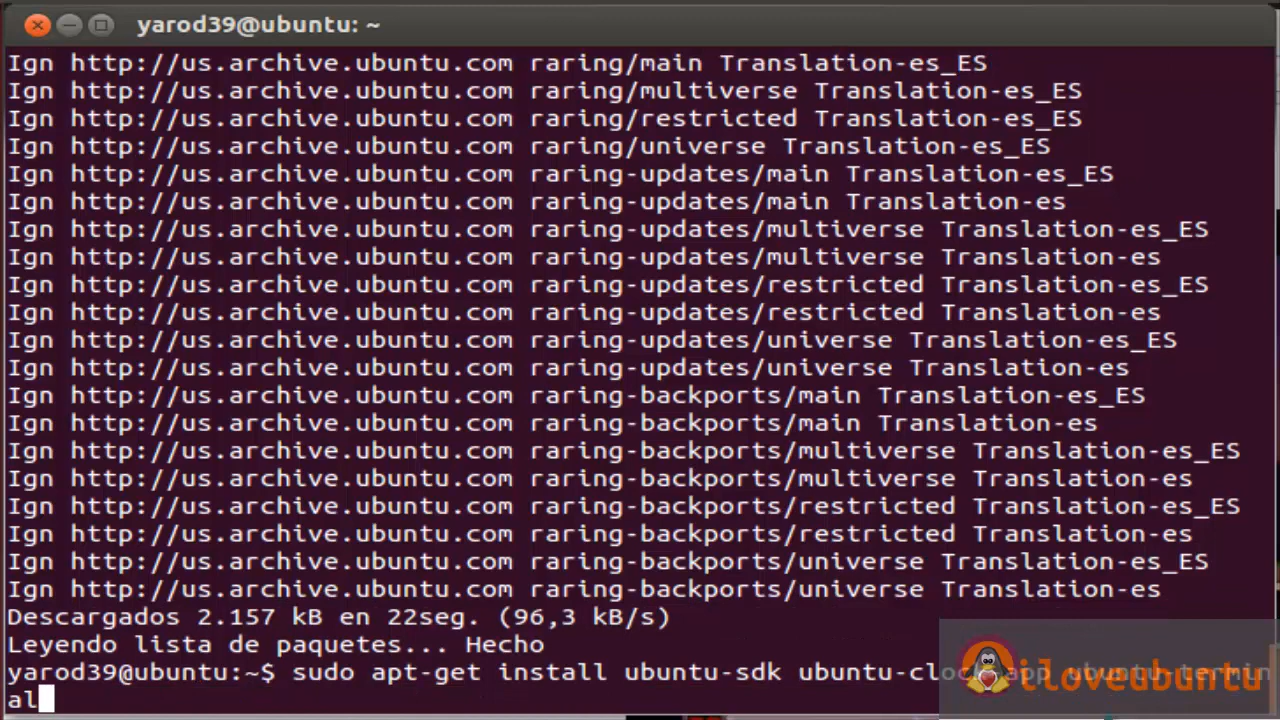 yarod39@ubuntu: ~
Ign http://us.archive.ubuntu.com raring/main Translation-es_ES
Ign http://us.archive.ubuntu.com raring/multiverse Translation-es_ES
Ign http://us.archive.ubuntu.com raring/restricted Translation-es_ES
Ign http://us.archive.ubuntu.com raring/universe Translation-es_ES
Ign http://us.archive.ubuntu.com raring-updates/main Translation-es_ES
Ign http://us.archive.ubuntu.com raring-updates/main Translation-es
Ign http://us.archive.ubuntu.com raring-updates/multiverse Translation-es_ES
Ign http://us.archive.ubuntu.com raring-updates/multiverse Translation-es
Ign http://us.archive.ubuntu.com raring-updates/restricted Translation-es_ES
Ign http://us.archive.ubuntu.com raring-updates/restricted Translation-es
Ign http://us.archive.ubuntu.com raring-updates/universe Translation-es_ES
Ign http://us.archive.ubuntu.com raring-updates/universe Translation-es
Ign http://us.archive.ubuntu.com raring-backports/main Translation-es_ES
Ign http://us.archive.ubuntu.com raring-backports/main Translation-es
Ign http://us.archive.ubuntu.com raring-backports/multiverse Translation-es_ES
Ign http://us.archive.ubuntu.com raring-backports/multiverse Translation-es
Ign http://us.archive.ubuntu.com raring-backports/restricted Translation-es_ES
Ign http://us.archive.ubuntu.com raring-backports/restricted Translation-es
Ign http://us.archive.ubuntu.com raring-backports/universe Translation-es_ES
Ign http://us.archive.ubuntu.com raring-backports/universe Translation-es
Descargados 2.157 kB en 22seg. (96,3 kB/s)
Leyendo lista de paquetes... Hecho
yarod39@ubuntu:~$ sudo apt-get install ubuntu-sdk ubuntu-clock-app ubuntu-termin
al
iloveubuntu